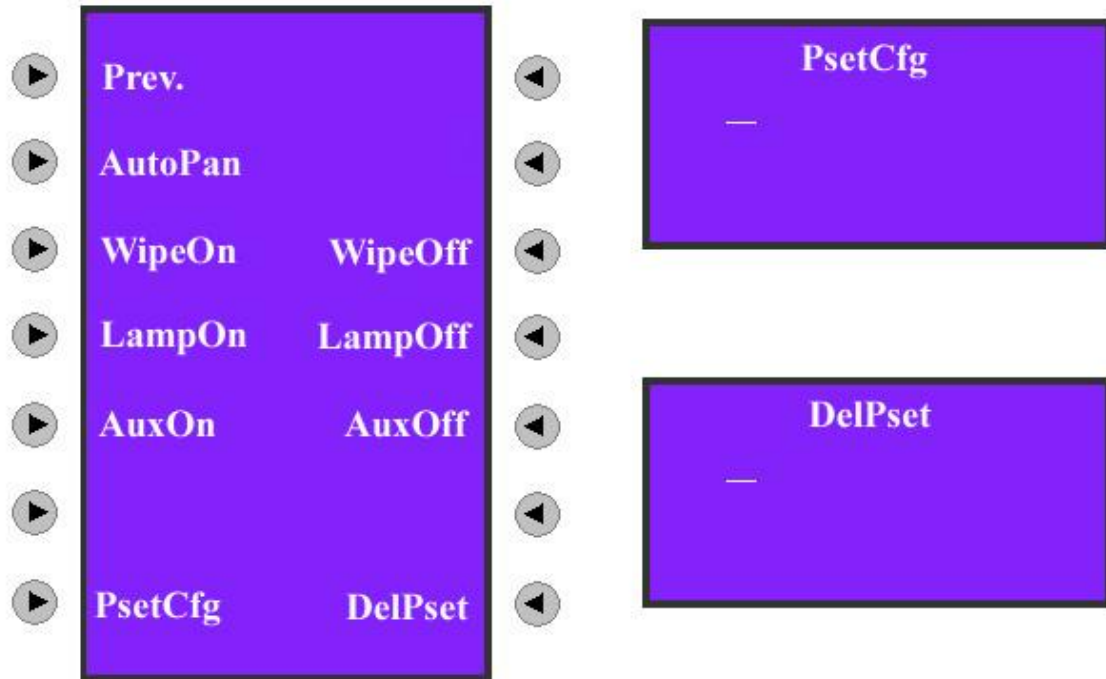 Prev.
AutoPan
WipeOn WipeOff
LampOn LampOff
AuxOn AuxOff
PsetCfg DelPset
PsetCfg
DelPset